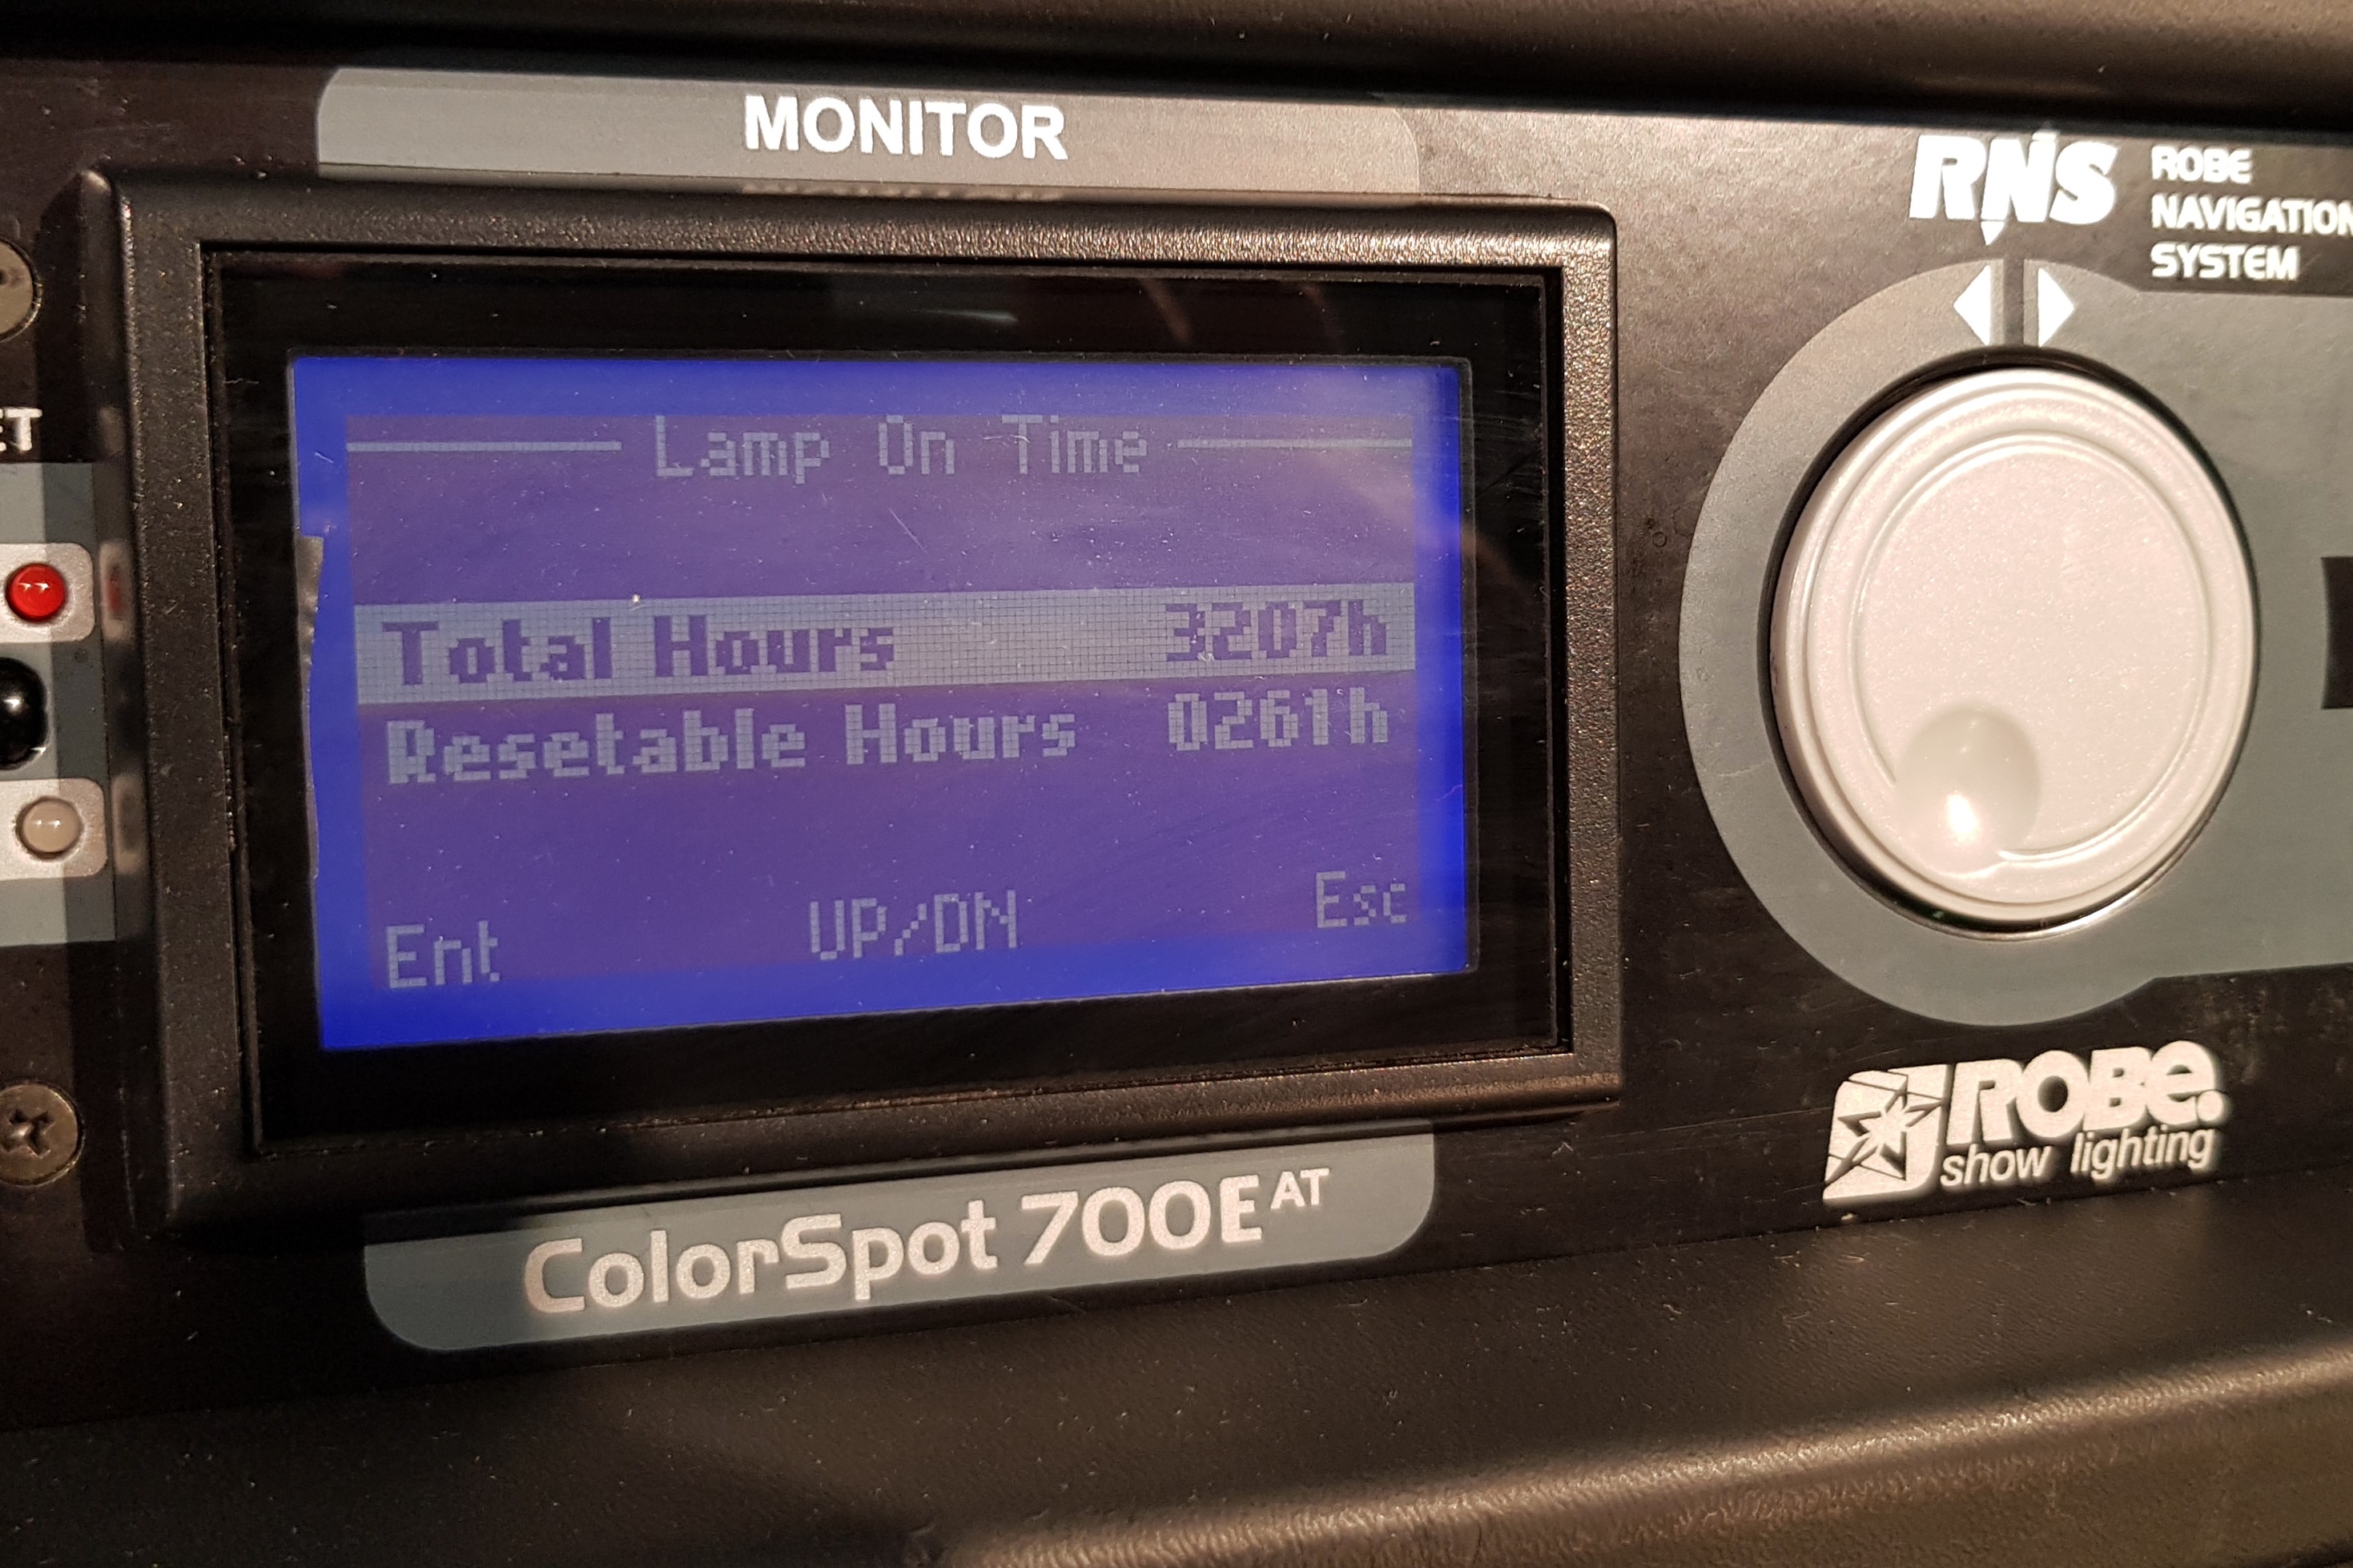 MONITOR
RNS
ROBE
NAVIGATION
SYSTEM
ET
Lamp On Time
Total Hours 3207h
Resetable Hours 0261h
Ent UP/DN Esc
ROBE.
show lighting
ColorSpot 700E AT